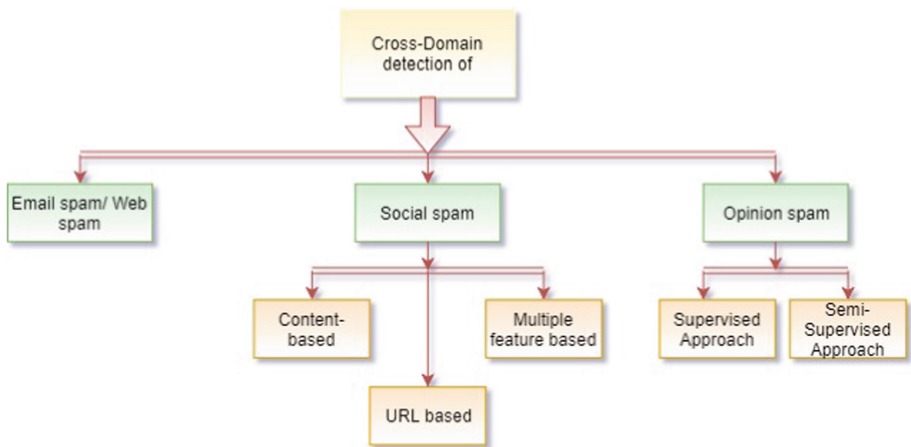 Cross-Domain
detection of
Email spam/ Web
spam
Social spam
Opinion spam
Content-
based
Multiple
feature based
Supervised
Approach
Semi-
Supervised
Approach
URL based